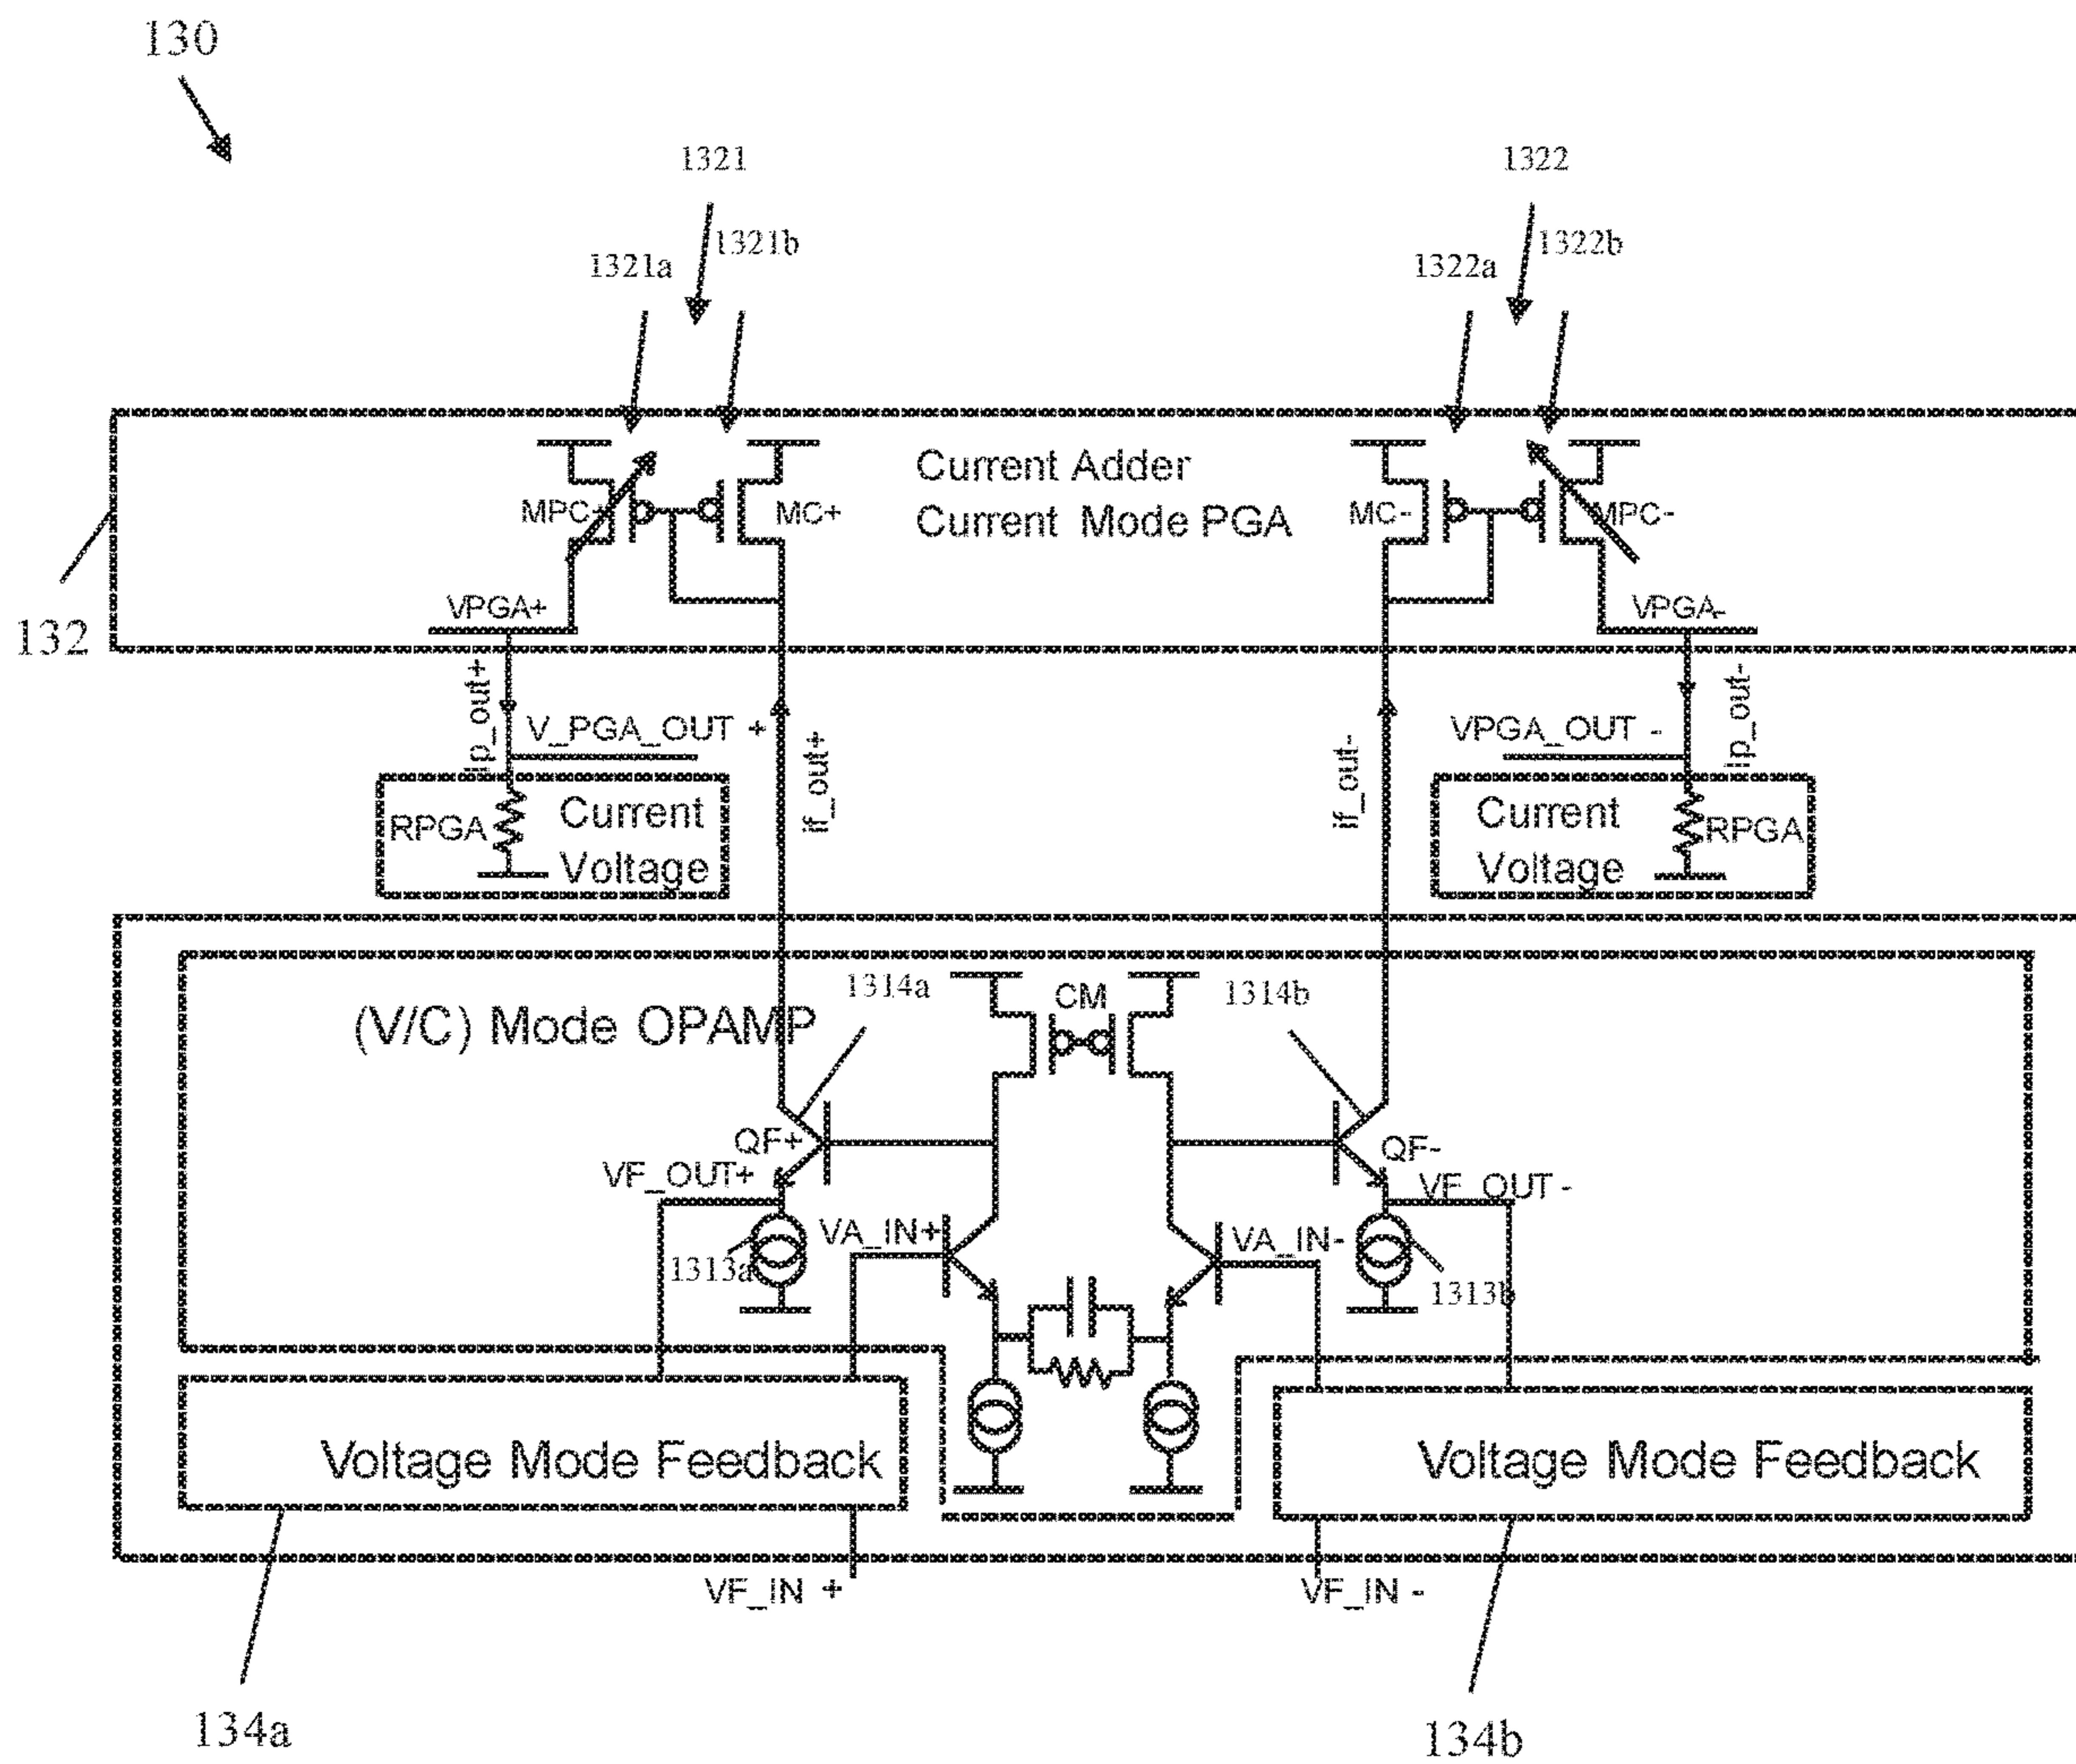 130
1321
1322
1321b
1322b
1321a
1322a
Current Adder
Current Mode PGA
MPC+
MC+
MC-
MPC-
VPGA+
VPGA-
132
ip_out+
V_PGA_OUT +
if_out+
if_out-
VPGA_OUT -
ip_out-
RPGA
Current
Voltage
Current
Voltage
RPGA
(V/C) Mode OPAMP
1314a
CM
1314b
QF+
QF-
VF_OUT+
VF_OUT -
VA_IN+
VA_IN-
1313a
1313b
Voltage Mode Feedback
Voltage Mode Feedback
VF_IN +
VF_IN -
134a
134b